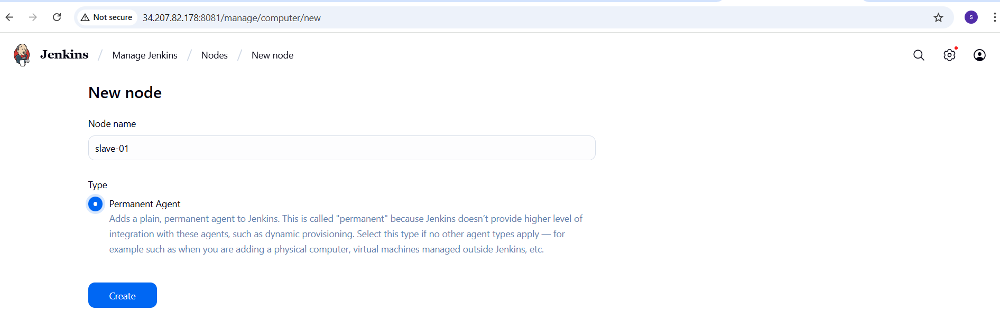 Not secure 34.207.82.178:8081/manage/computer/new
S
Jenkins / Manage Jenkins / Nodes / New node
New node
Node name
slave-01
Type
Permanent Agent
Adds a plain, permanent agent to Jenkins. This is called "permanent" because Jenkins doesn’t provide higher level of
integration with these agents, such as dynamic provisioning. Select this type if no other agent types apply — for
example such as when you are adding a physical computer, virtual machines managed outside Jenkins, etc.
Create